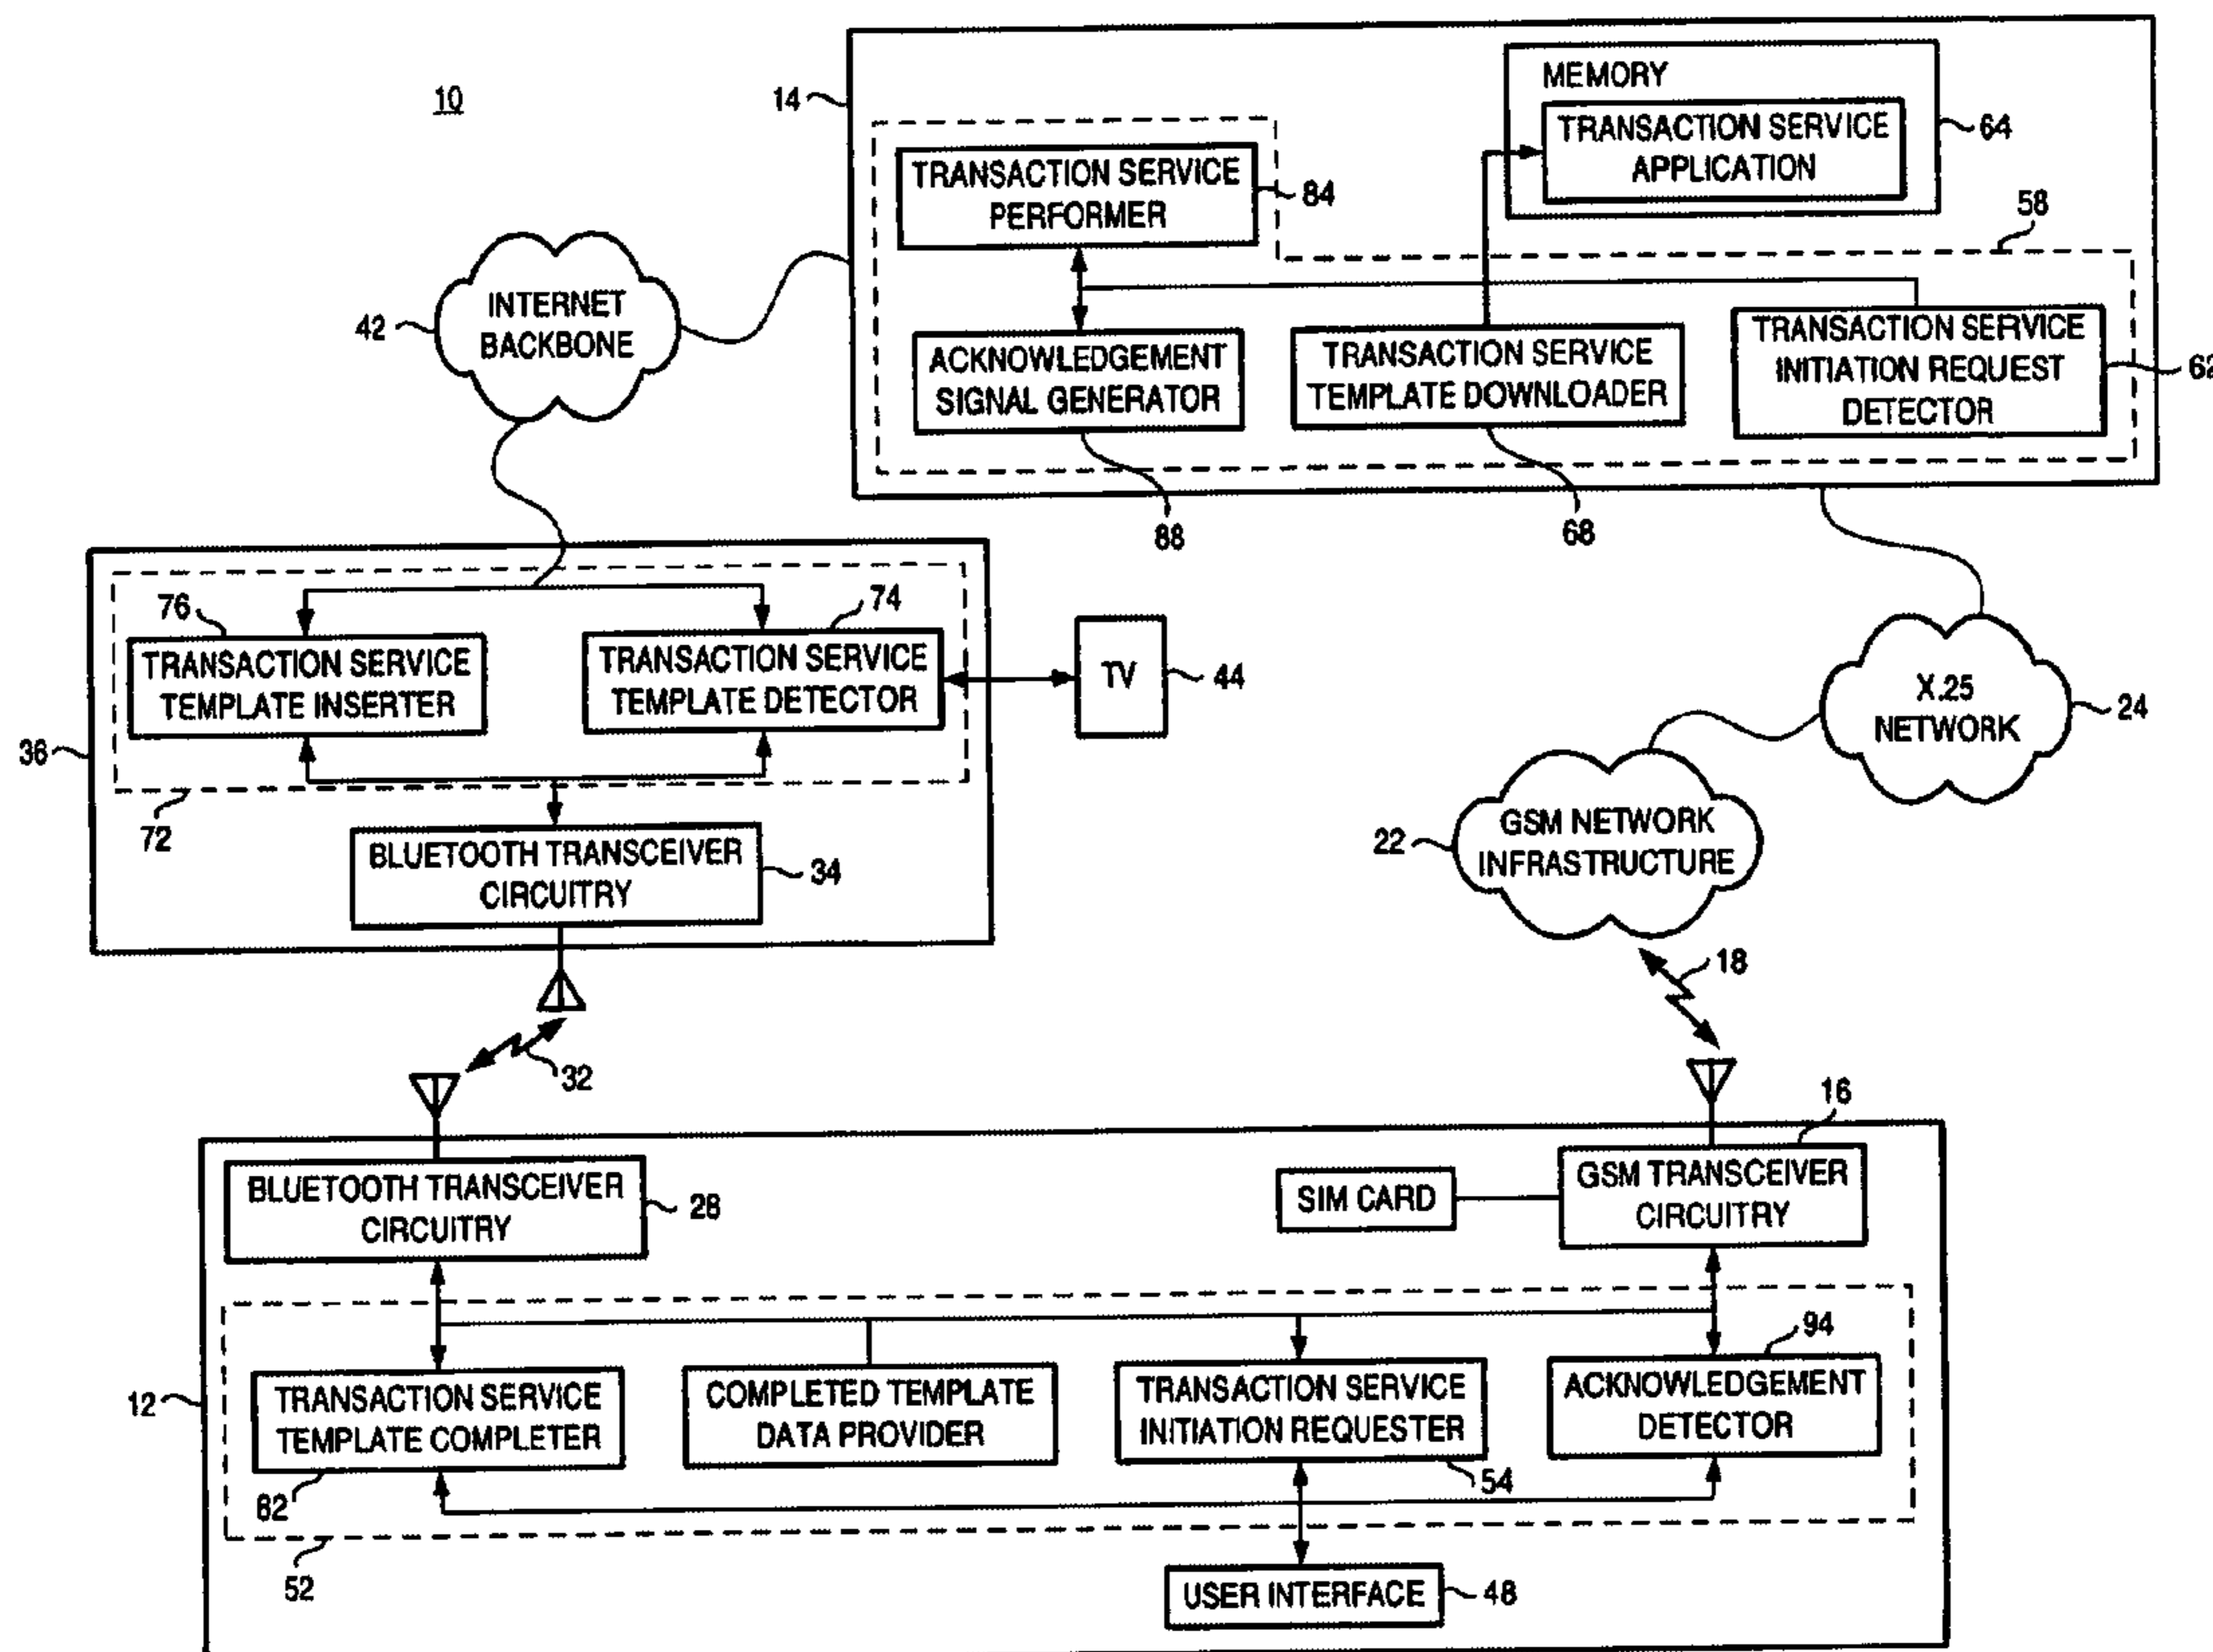 10
14
MEMORY
TRANSACTION SERVICE
APPLICATION
64
TRANSACTION SERVICE
PERFORMER
84
58
INTERNET
BACKBONE
42
ACKNOWLEDGEMENT
SIGNAL GENERATOR
TRANSACTION SERVICE
TEMPLATE DOWNLOADER
TRANSACTION SERVICE
INITIATION REQUEST
DETECTOR
62
88
68
76
74
TRANSACTION SERVICE
TEMPLATE INSERTER
TRANSACTION SERVICE
TEMPLATE DETECTOR
TV
44
X.25
NETWORK
24
36
72
BLUETOOTH TRANSCEIVER
CIRCUITRY
34
22
GSM NETWORK
INFRASTRUCTURE
18
32
16
BLUETOOTH TRANSCEIVER
CIRCUITRY
28
SIM CARD
GSM TRANSCEIVER
CIRCUITRY
94
12
TRANSACTION SERVICE
TEMPLATE COMPLETER
COMPLETED TEMPLATE
DATA PROVIDER
TRANSACTION SERVICE
INITIATION REQUESTER
ACKNOWLEDGEMENT
DETECTOR
82
54
52
USER INTERFACE
48